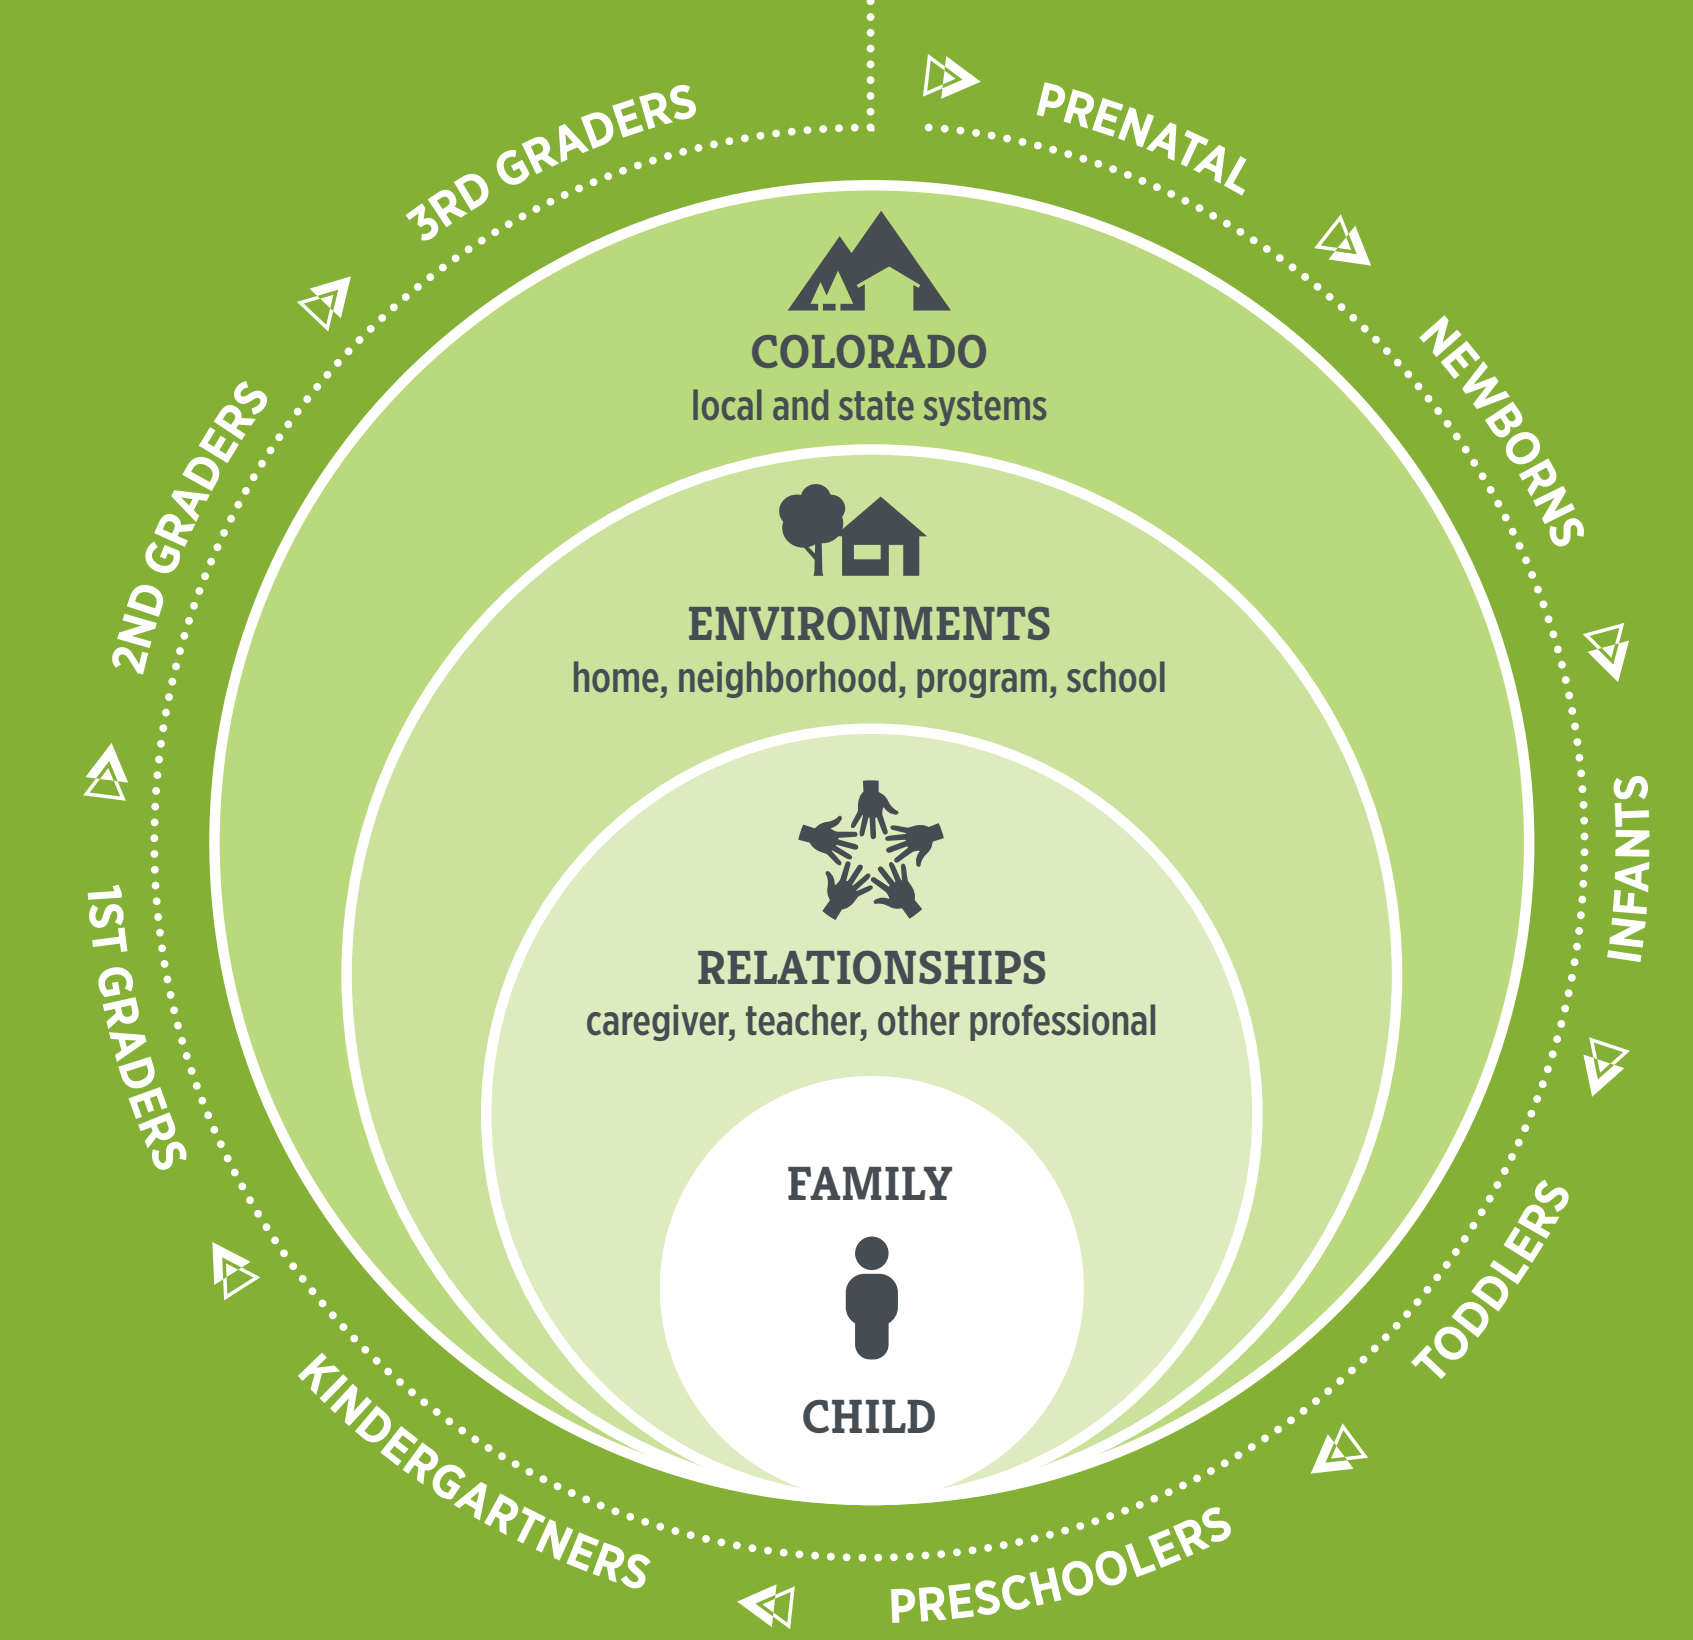 PRENATAL
NEWBORNS
INFANTS
TODDLERS
PRESCHOOLERS
KINDERGARTNERS
1ST GRADERS
2ND GRADERS
3RD GRADERS
COLORADO
local and state systems
ENVIRONMENTS
home, neighborhood, program, school
RELATIONSHIPS
caregiver, teacher, other professional
FAMILY
CHILD